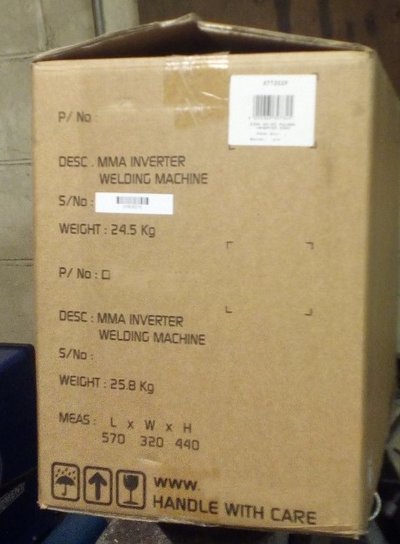 P/ No
DESC . MMA INVERTER
WELDING MACHINE
S/No :
WEIGHT : 24.5 Kg
P/ No : □
DESC : MMA INVERTER
WELDING MACHINE
S/No :
WEIGHT : 25.8 Kg
MEAS : L x W x H
570 320 440
WWW.
HANDLE WITH CARE